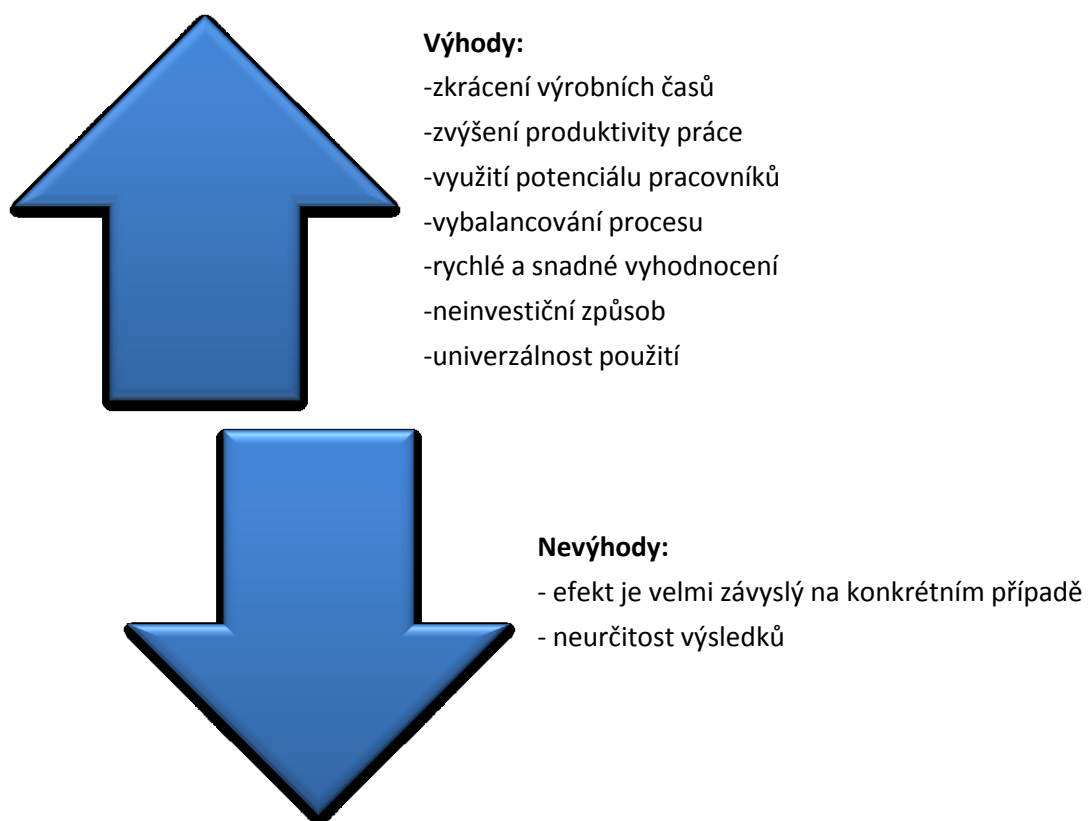 Výhody:
-zkrácení výrobních časů
-zvýšení produktivity práce
-využití potenciálu pracovníků
-vybalancování procesu
-rychlé a snadné vyhodnocení
-neinvestiční způsob
-univerzálnost použití
Nevýhody:
- efekt je velmi závyslý na konkrétním případě
- neurčitost výsledků